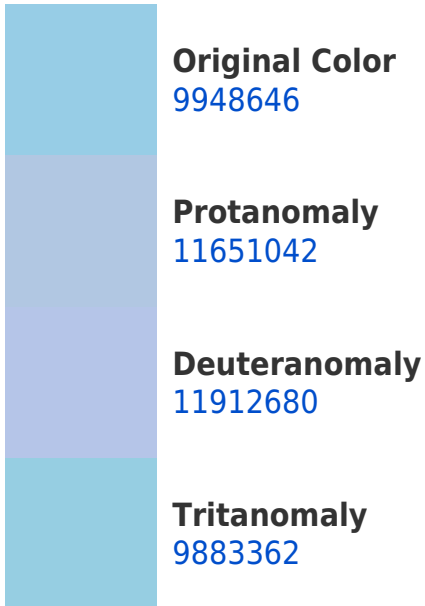 Original Color
9948646
Protanomaly
11651042
Deuteranomaly
11912680
Tritanomaly
9883362